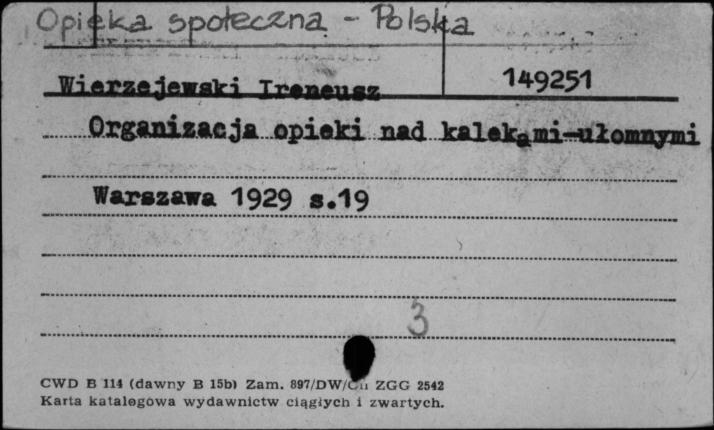 Opieka społeczna - Polska
Wierzejewski Ireneusz 149251
Organizacja opieki nad kalekami-ułomnymi
Warszawa 1929 s.19
3
CWD B 114 (dawny B 15b) Zam. 897/DW/ ZGG 2542
Karta katalogowa wydawnictw ciągłych i zwartych.